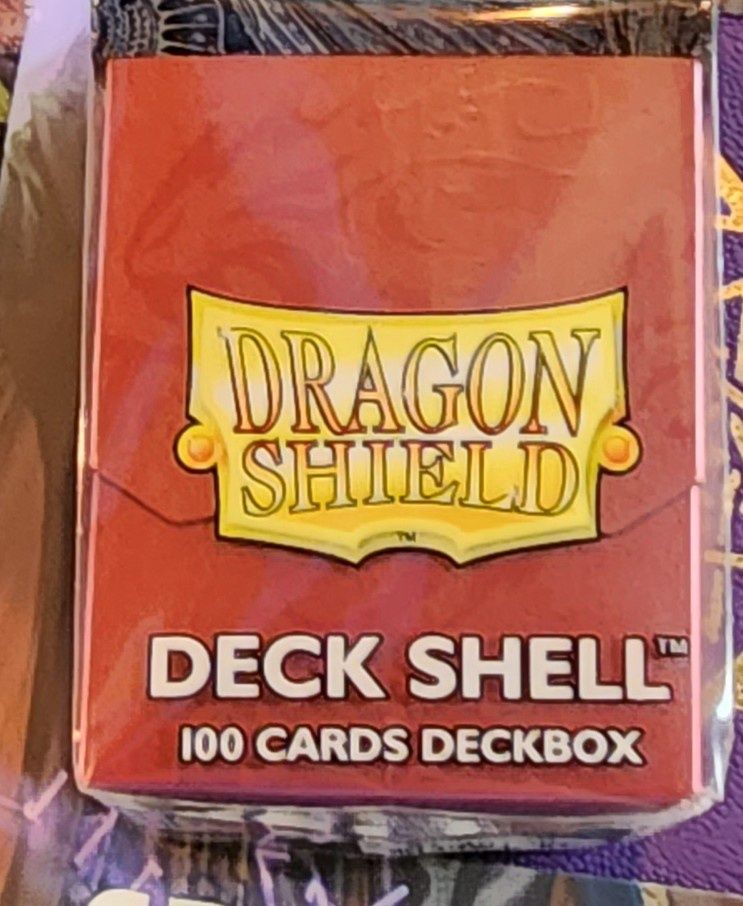 DRAGON
SHIELD
™
DECK SHELL™
100 CARDS DECKBOX